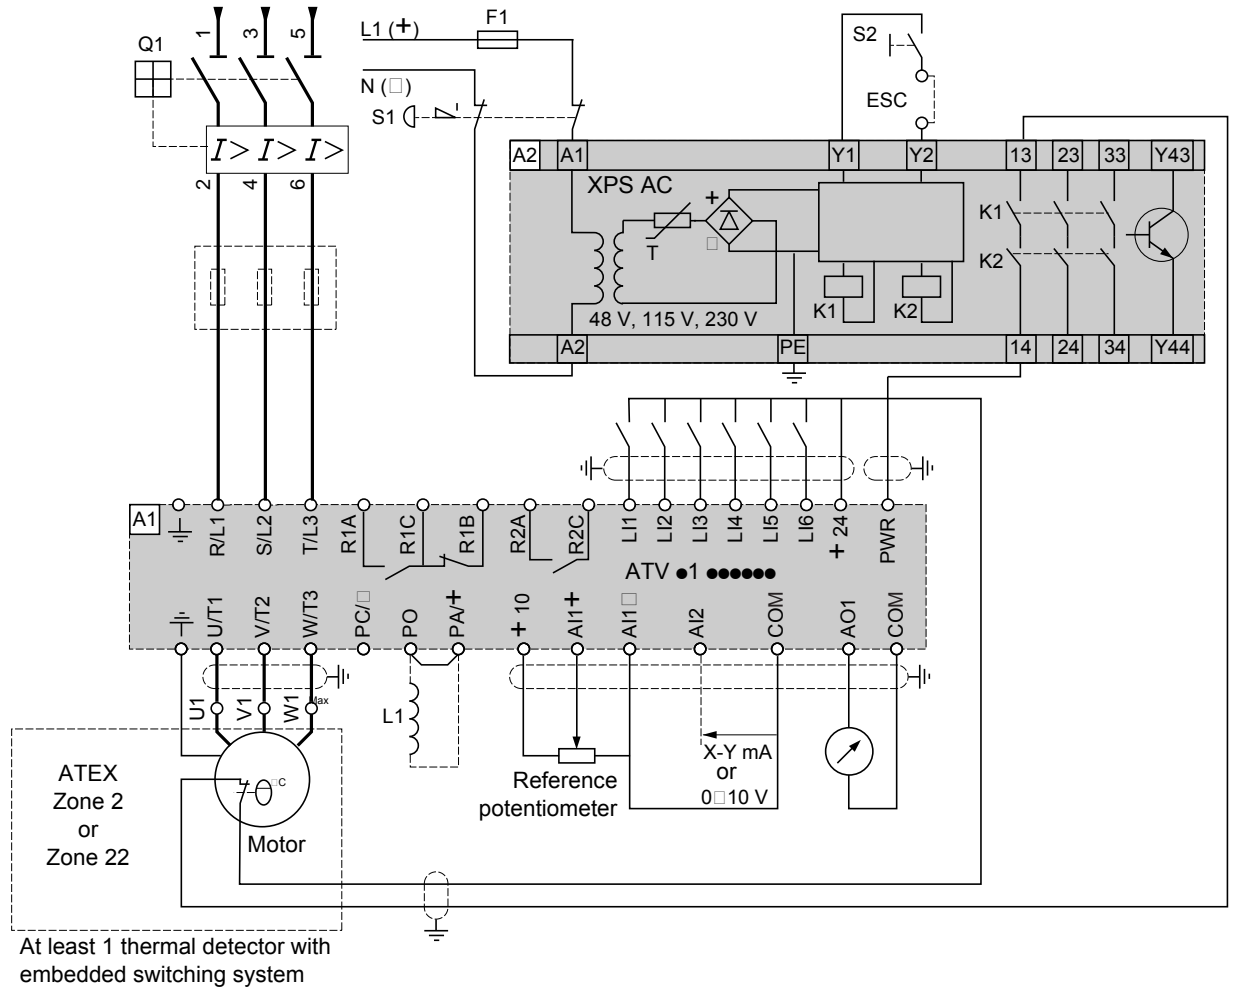 1 3 5
Q1
I> I> I>
2 4 6
L1 (+)
F1
N (□)
S1
S2
ESC
A2 A1 Y1 Y2 13 23 33 Y43
XPS AC
+
□
T
K1
K2
K1 K2
48 V, 115 V, 230 V
A2 PE 14 24 34 Y44
A1
R/L1 S/L2 T/L3 R1A R1C R1B R2A R2C LI1 LI2 LI3 LI4 LI5 LI6 + 24 PWR
ATV ●1 ●●●●●●
U/T1 V/T2 W/T3 PC/□ PO PA/+ + 10 AI1+ AI1□ AI2 COM AO1 COM
U1 V1 W1
Max
L1
X-Y mA
or
0□10 V
Reference
potentiometer
ATEX
Zone 2
or
Zone 22
□C
Motor
At least 1 thermal detector with
embedded switching system